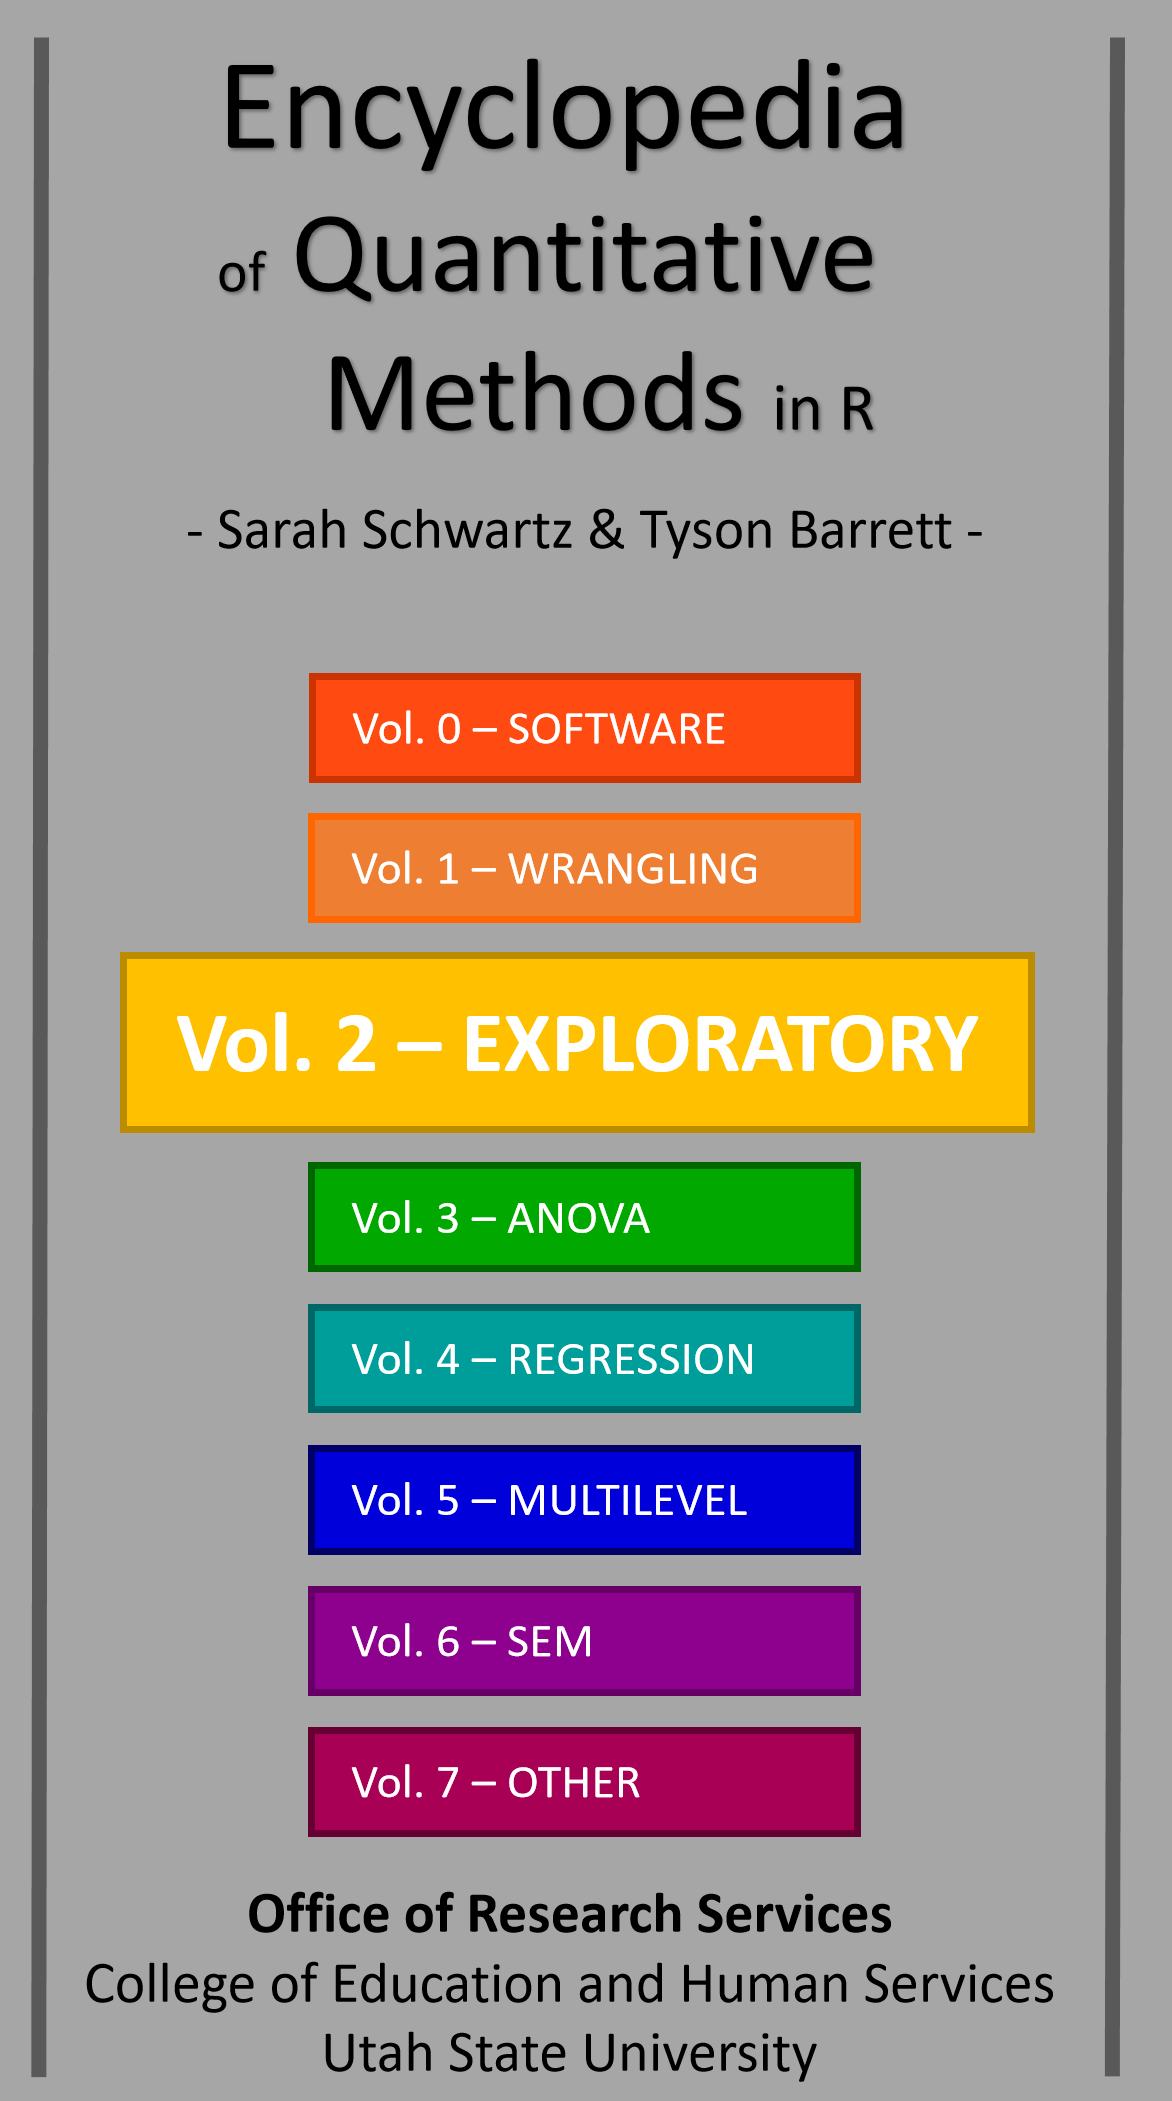 Encyclopedia
of Quantitative
Methods in R
- Sarah Schwartz & Tyson Barrett -
Vol. 0 – SOFTWARE
Vol. 1 – WRANGLING
Vol. 2 – EXPLORATORY
Vol. 3 – ANOVA
Vol. 4 – REGRESSION
Vol. 5 – MULTILEVEL
Vol. 6 – SEM
Vol. 7 – OTHER
Office of Research Services
College of Education and Human Services
Utah State University